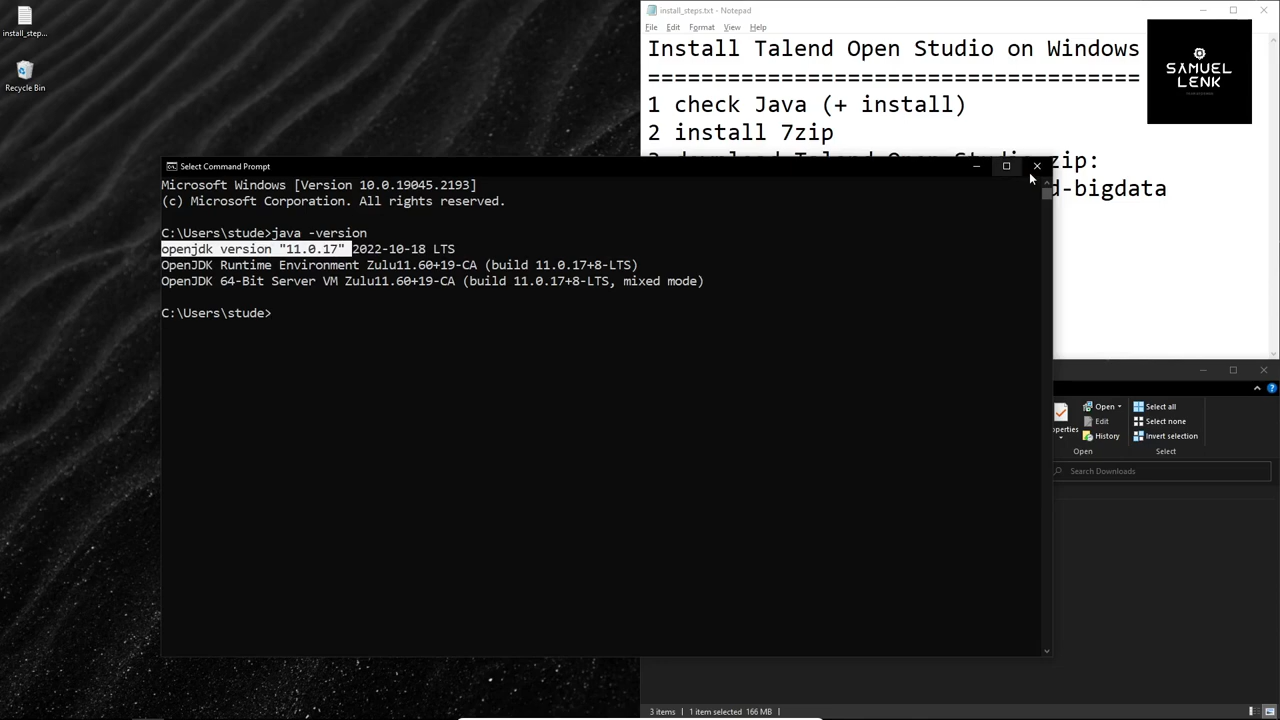 install_step...
Recycle Bin
install_steps.txt - Notepad
File Edit Format View Help
Install Talend Open Studio on Windows
=====================================
1 check Java (+ install)
2 install 7zip
zip:
d-bigdata
SAMUEL
LENK
Select Command Prompt
Microsoft Windows [Version 10.0.19045.2193]
(c) Microsoft Corporation. All rights reserved.
C:\Users\stude>java -version
openjdk version "11.0.17" 2022-10-18 LTS
OpenJDK Runtime Environment Zulu11.60+19-CA (build 11.0.17+8-LTS)
OpenJDK 64-Bit Server VM Zulu11.60+19-CA (build 11.0.17+8-LTS, mixed mode)
C:\Users\stude>
Open Select all
operties Edit Select none
History Invert selection
Open Select
Search Downloads
3 items 1 item selected 166 MB